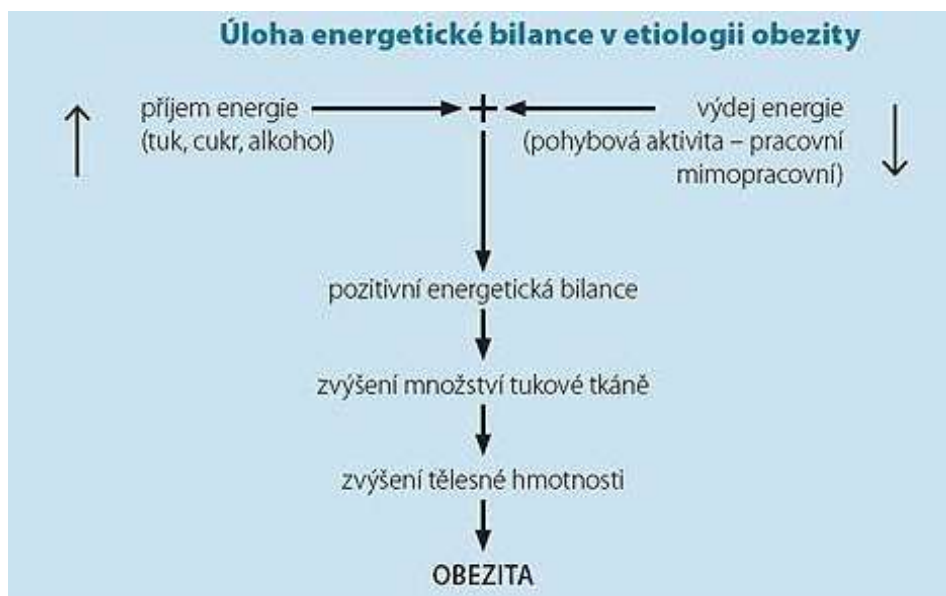 Úloha energetické bilance v etiologii obezity
příjem energie
(tuk, cukr, alkohol)
výdej energie
(pohybová aktivita – pracovní
mimopracovní)
pozitivní energetická bilance
zvýšení množství tukové tkáně
zvýšení tělesné hmotnosti
OBEZITA